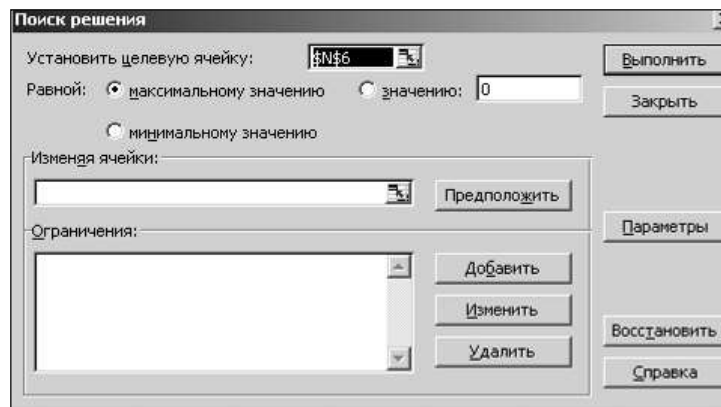 Поиск решения
Установить целевую ячейку: $N$6
Выполнить
Равной: максимальному значению значению: 0
Закрыть
минимальному значению
Изменяя ячейки:
Предположить
Ограничения:
Параметры
Добавить
Изменить
Удалить
Восстановить
Справка